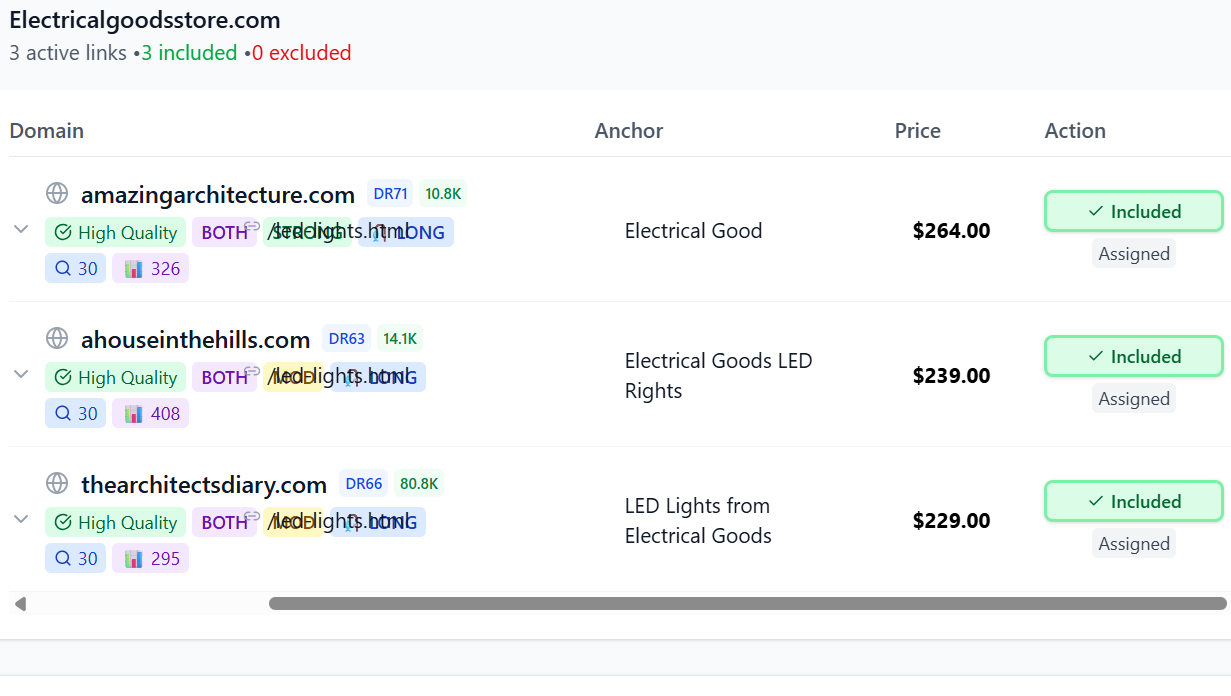 Electricalgoodsstore.com
3 active links •3 included •0 excluded
Domain Anchor Price Action
amazingarchitecture.com DR71 10.8K
High Quality BOTH STRONG /led-lights.html LONG
30 326
Electrical Good
$264.00
Included
Assigned
ahouseinthehills.com DR63 14.1K
High Quality BOTH MOD /led-lights.html LONG
30 408
Electrical Goods LED
Rights
$239.00
Included
Assigned
thearchitectsdiary.com DR66 80.8K
High Quality BOTH MOD /led-lights.html LONG
30 295
LED Lights from
Electrical Goods
$229.00
Included
Assigned